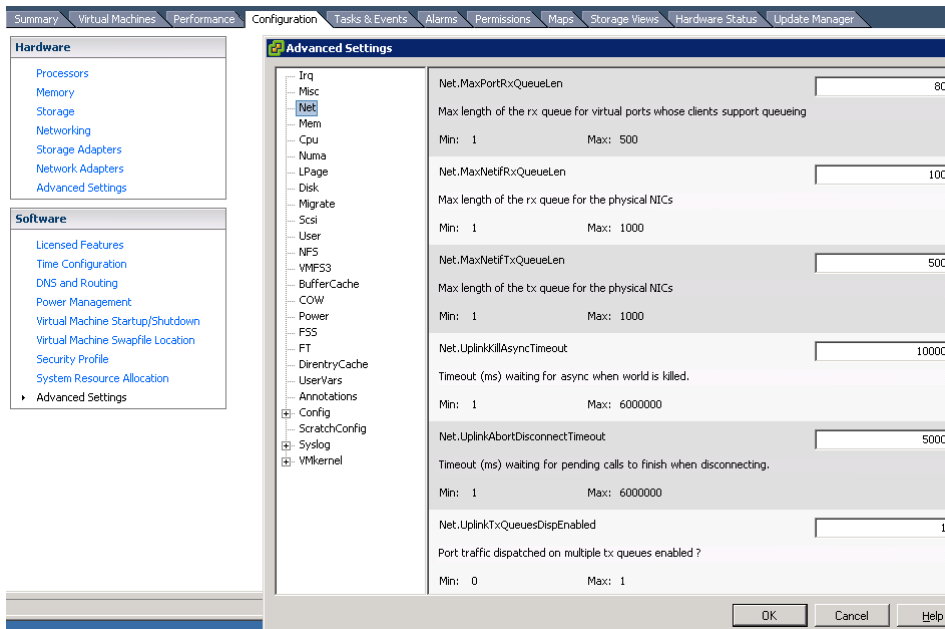 Summary Virtual Machines Performance Configuration Tasks & Events Alarms Permissions Maps Storage Views Hardware Status Update Manager
Hardware
Processors
Memory
Storage
Networking
Storage Adapters
Network Adapters
Advanced Settings
Software
Licensed Features
Time Configuration
DNS and Routing
Power Management
Virtual Machine Startup/Shutdown
Virtual Machine Swapfile Location
Security Profile
System Resource Allocation
Advanced Settings
Advanced Settings
Irq
Misc
Net
Mem
Cpu
Numa
LPage
Disk
Migrate
Scsi
User
NFS
VMFS3
BufferCache
COW
Power
FSS
FT
DirentryCache
UserVars
Annotations
Config
ScratchConfig
Syslog
VMkernel
Net.MaxPortRxQueueLen 80
Max length of the rx queue for virtual ports whose clients support queueing
Min: 1 Max: 500
Net.MaxNetifRxQueueLen 100
Max length of the rx queue for the physical NICs
Min: 1 Max: 1000
Net.MaxNetifTxQueueLen 500
Max length of the tx queue for the physical NICs
Min: 1 Max: 1000
Net.UplinkKillAsyncTimeout 10000
Timeout (ms) waiting for async when world is killed.
Min: 1 Max: 6000000
Net.UplinkAbortDisconnectTimeout 5000
Timeout (ms) waiting for pending calls to finish when disconnecting.
Min: 1 Max: 6000000
Net.UplinkTxQueuesDispEnabled 1
Port traffic dispatched on multiple tx queues enabled ?
Min: 0 Max: 1
OK Cancel Help